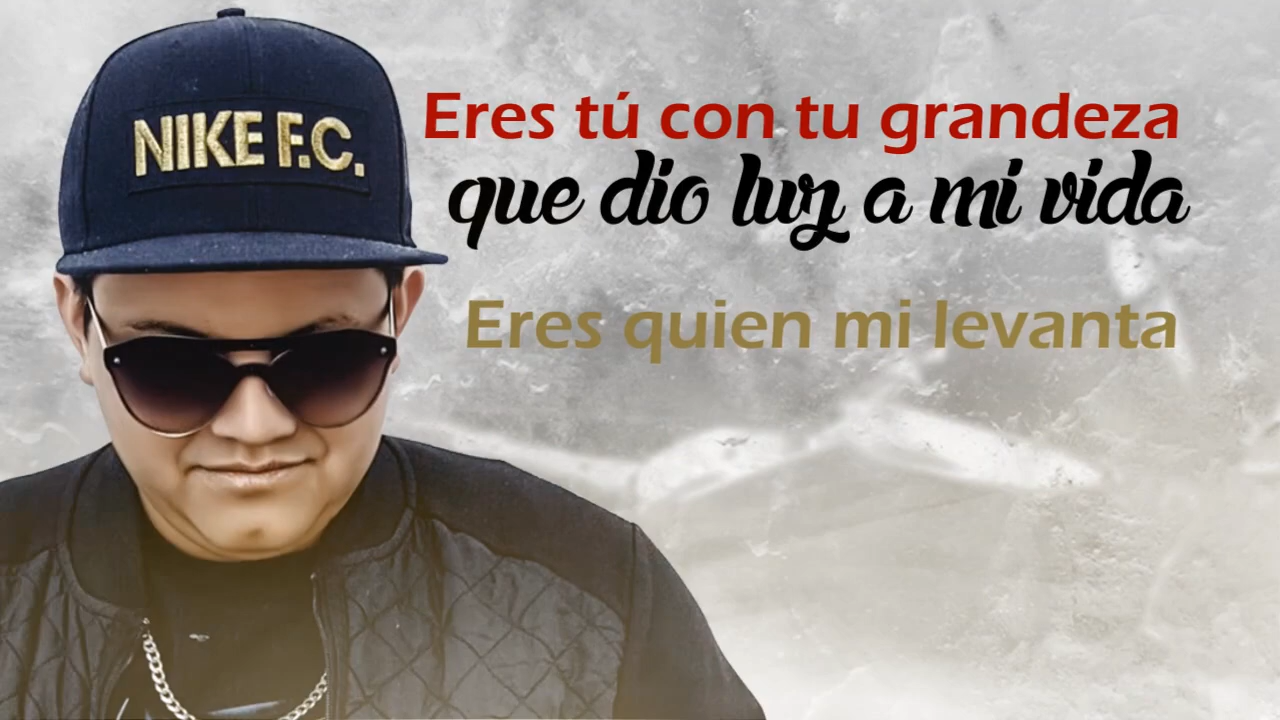 NIKE F.C.
Eres tú con tu grandeza
que dio luz a mi vida
Eres quien mi levanta